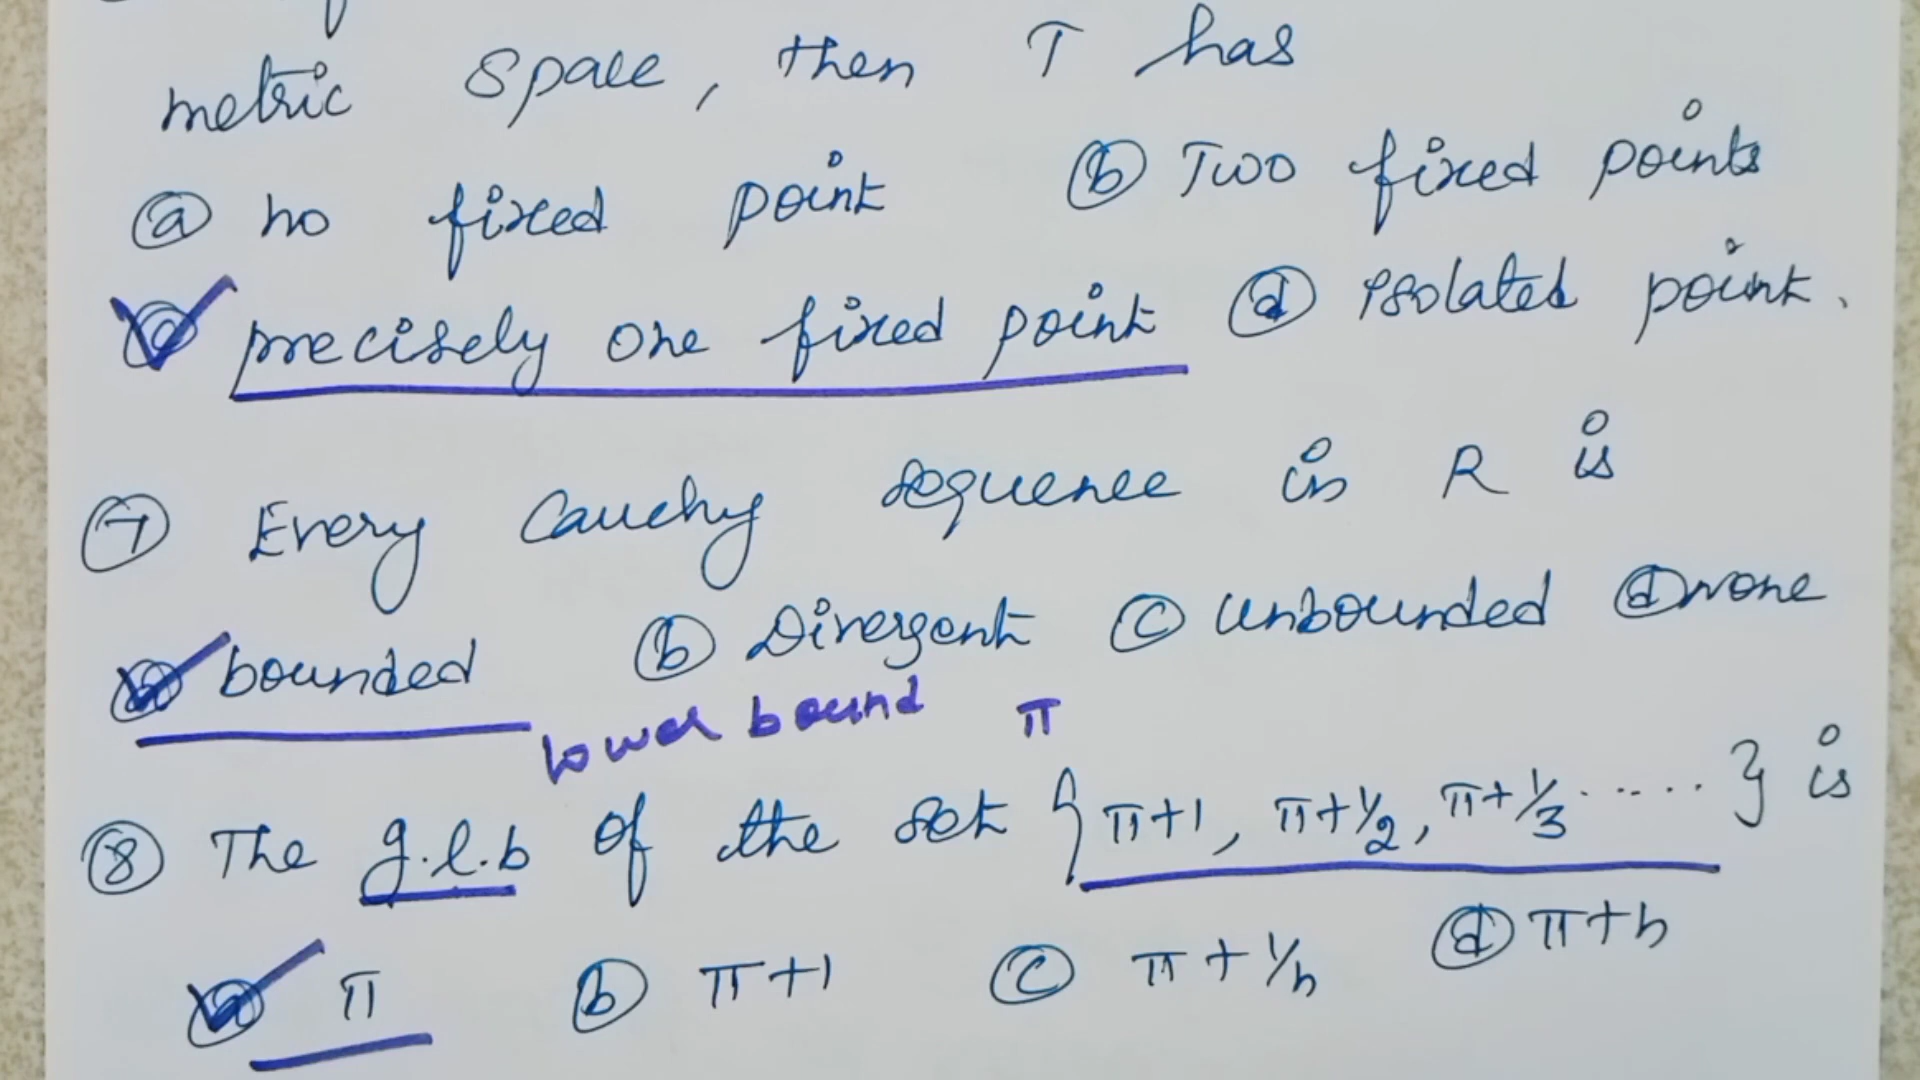 metric space, then T has
ⓐ no fixed point ⓑ Two fixed points
ⓒ precisely one fixed point ⓓ isolated point.
⑦ Every Cauchy sequence in R is
ⓐ bounded ⓑ Divergent ⓒ unbounded ⓓ none
lower bound π
⑧ The g.l.b of the set {π+1, π+1/2, π+1/3 ......} is
ⓐ π ⓑ π+1 ⓒ π+1/n ⓓ π+n